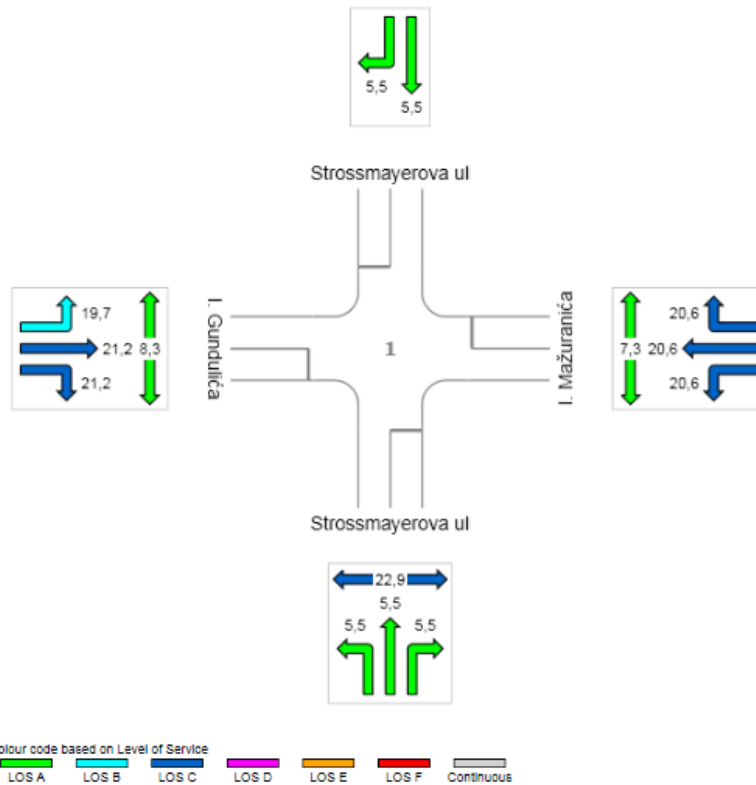 5,5
5,5
Strossmayerova ul
19,7
21,2
8,3
21,2
I. Gundulića
1
I. Mažuranića
20,6
7,3
20,6
20,6
Strossmayerova ul
22,9
5,5
5,5
5,5
olour code based on Level of Service
LOS A
LOS B
LOS C
LOS D
LOS E
LOS F
Continuous